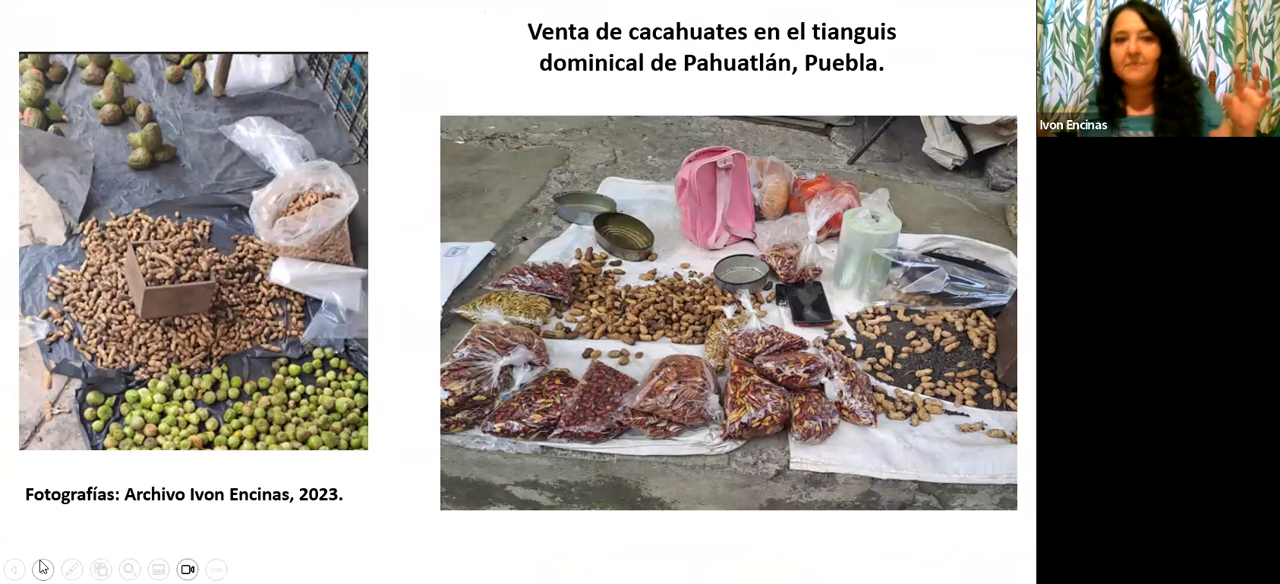 Venta de cacahuates en el tianguis
dominical de Pahuatlán, Puebla.
Ivon Encinas
Fotografías: Archivo Ivon Encinas, 2023.